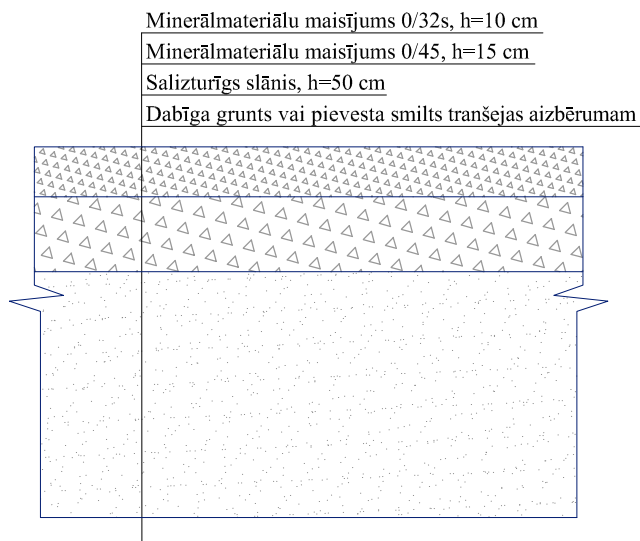 Minerālmateriālu maisījums 0/32s, h=10 cm
Minerālmateriālu maisījums 0/45, h=15 cm
Salizturīgs slānis, h=50 cm
Dabīga grunts vai pievesta smilts tranšejas aizbērumam